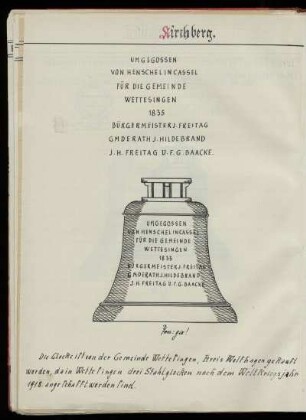 Kirchberg.
UMGEGOSSEN
VON HENSCHEL IN CASSEL
FÜR DIE GEMEINDE
WETTESINGEN
1835
BÜRGERMEISTER J. FREITAG
GMDERATH J. HILDEBRAND
J. H. FREITAG U. F. G. BAACKE.
UMGEGOSSEN
VON HENSCHEL IN CASSEL
FÜR DIE GEMEINDE
WETTESINGEN
1835
BÜRGERMEISTER J. FREITAG
GMDERATH J. HILDEBRAND
J. H. FREITAG U. F. G. BAACKE
Die Glocke ist von der Gemeinde Wettesingen, Kreis Wolfhagen gekauft
worden, da in Wettesingen drei Stahlglocken nach dem Weltkriege Jahr
angeschafft worden sind.